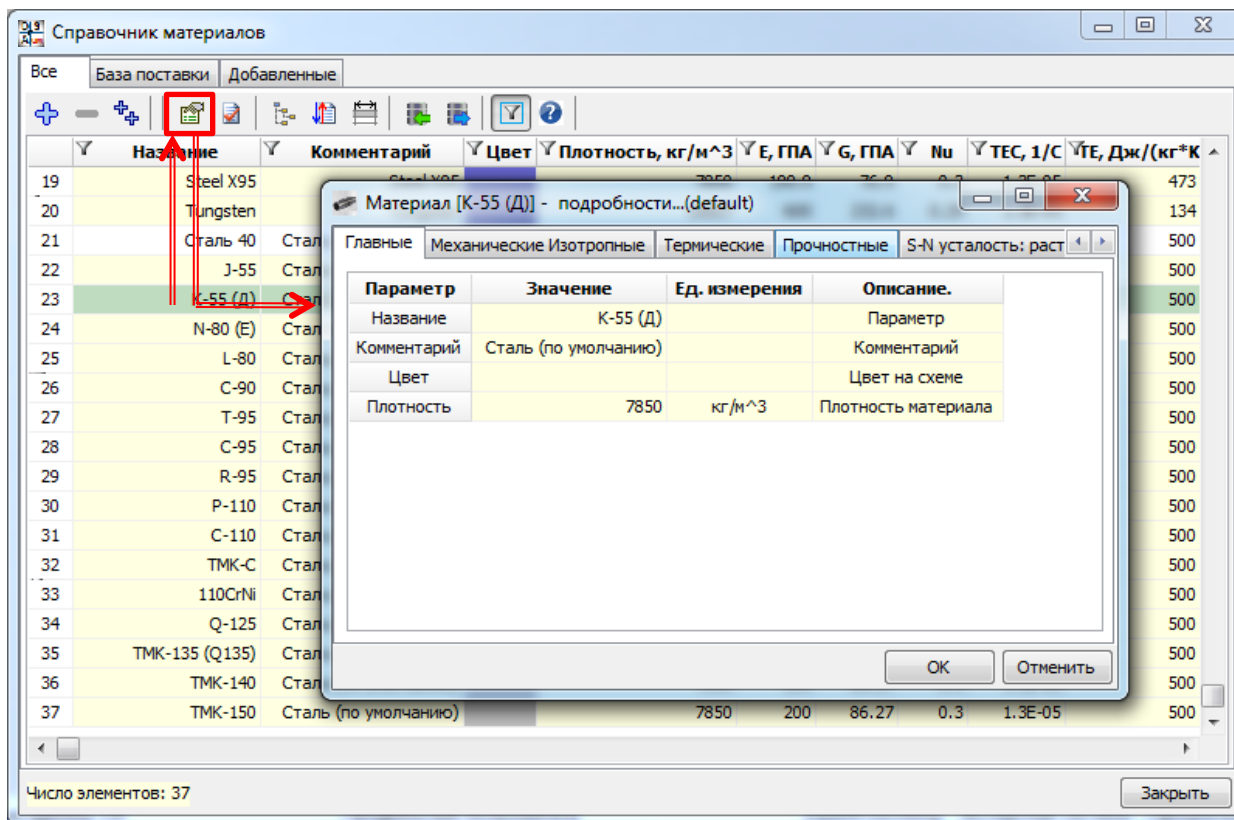 Справочник материалов
Все База поставки Добавленные
Название Комментарий Цвет Плотность, кг/м^3 E, ГПА G, ГПА Nu TEC, 1/C TE, Дж/(кг*K
19 Steel X95 473
20 Tungsten 134
21 Сталь 40 Стал 500
22 J-55 Стал 500
23 K-55 (Д) Стал 500
24 N-80 (E) Стал 500
25 L-80 Стал 500
26 C-90 Стал 500
27 T-95 Стал 500
28 C-95 Стал 500
29 R-95 Стал 500
30 P-110 Стал 500
31 C-110 Стал 500
32 TMK-C Стал 500
33 110CrNi Стал 500
34 Q-125 Стал 500
35 TMK-135 (Q135) Стал 500
36 TMK-140 Стал 500
37 TMK-150 Сталь (по умолчанию) 7850 200 86.27 0.3 1.3E-05 500
Материал [K-55 (Д)] - подробности...(default)
Главные Механические Изотропные Термические Прочностные S-N усталость: раст
Параметр Значение Ед. измерения Описание.
Название K-55 (Д) Параметр
Комментарий Сталь (по умолчанию) Комментарий
Цвет Цвет на схеме
Плотность 7850 кг/м^3 Плотность материала
OK Отменить
Число элементов: 37 Закрыть